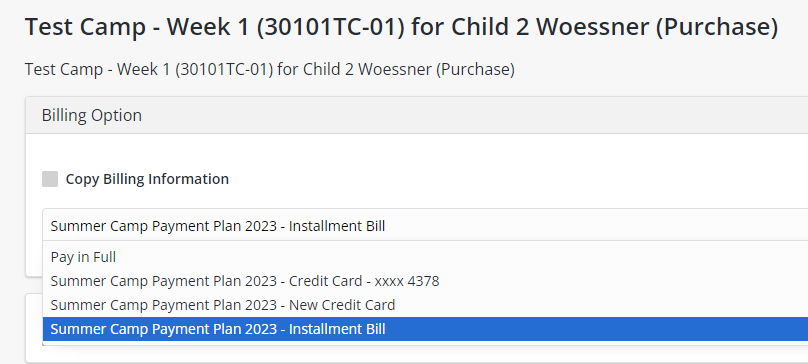 Test Camp - Week 1 (30101TC-01) for Child 2 Woessner (Purchase)
Test Camp - Week 1 (30101TC-01) for Child 2 Woessner (Purchase)
Billing Option
Copy Billing Information
Summer Camp Payment Plan 2023 - Installment Bill
Pay in Full
Summer Camp Payment Plan 2023 - Credit Card - xxxx 4378
Summer Camp Payment Plan 2023 - New Credit Card
Summer Camp Payment Plan 2023 - Installment Bill